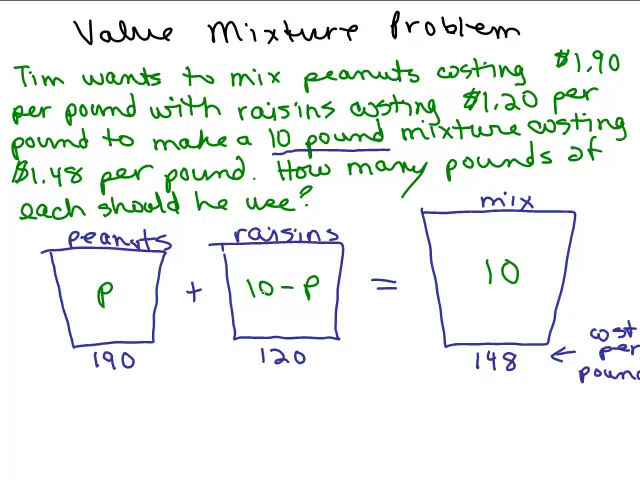 Value Mixture Problem
Tim wants to mix peanuts costing $1.90
per pound with raisins costing $1.20 per
pound to make a 10 pound mixture costing
$1.48 per pound. How many pounds of
each should he use?
peanuts raisins mix
P + 10-P = 10
190 120 148 ← cost
per
pound